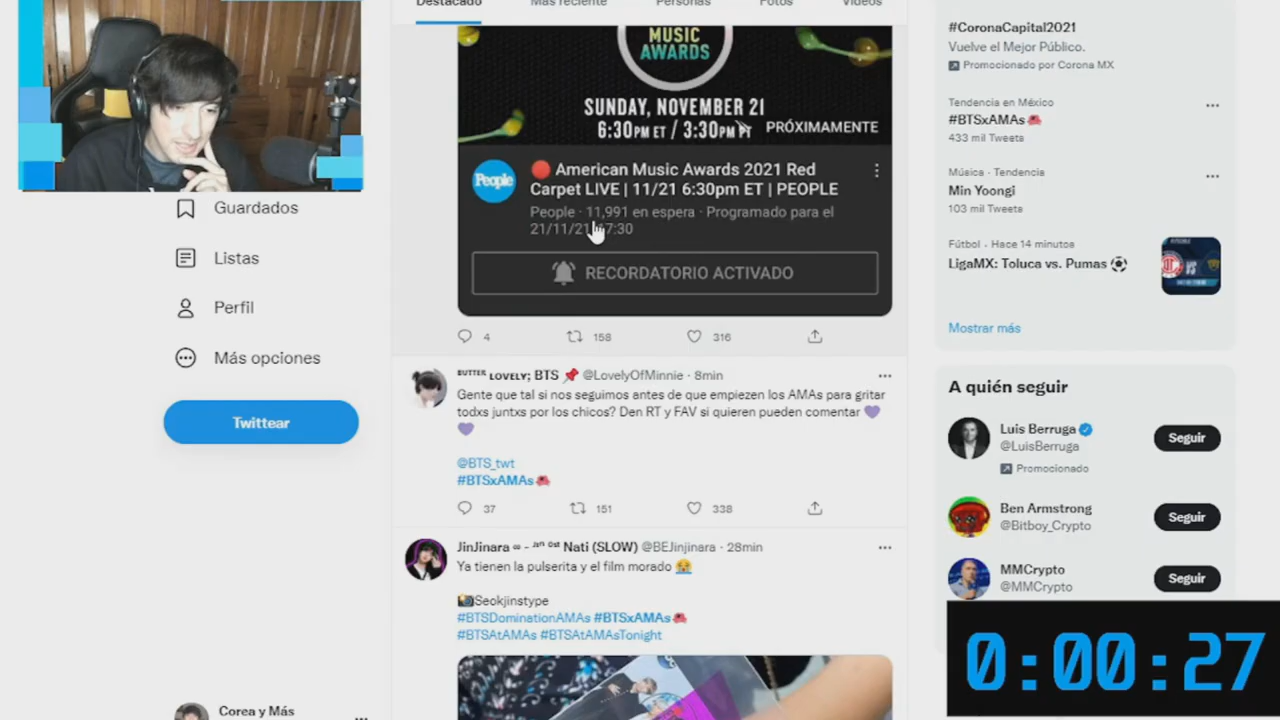 Destacado
Más reciente
Personas
Fotos
Videos
MUSIC
AWARDS
SUNDAY, NOVEMBER 21
6:30PM ET / 3:30PM PT
PRÓXIMAMENTE
People
🔴 American Music Awards 2021 Red
Carpet LIVE | 11/21 6:30pm ET | PEOPLE
People · 11,991 en espera · Programado para el
21/11/21 17:30
RECORDATORIO ACTIVADO
4
158
316
ᴮᵁᵀᵀᴱᴿ ʟᴏᴠᴇʟʏ; BTS 📌 @LovelyOfMinnie · 8min
Gente que tal si nos seguimos antes de que empiezen los AMAs para gritar
todxs juntxs por los chicos? Den RT y FAV si quieren pueden comentar 💜
💜
@BTS_twt
#BTSxAMAs
37
151
338
JinJinara ∞ - ᴶᶦⁿ ᴼˢᵗ Nati (SLOW) @BEJinjinara · 28min
Ya tienen la pulserita y el film morado 😭
📸Seokjinstype
#BTSDominationAMAs #BTSxAMAs
#BTSAtAMAs #BTSAtAMAsTonight
Guardados
Listas
Perfil
Más opciones
Twittear
Corea y Más
#CoronaCapital2021
Vuelve el Mejor Público.
Promocionado por Corona MX
Tendencia en México
#BTSxAMAs
433 mil Tweets
Música · Tendencia
Min Yoongi
103 mil Tweets
Fútbol · Hace 14 minutos
LigaMX: Toluca vs. Pumas ⚽
VS
Mostrar más
A quién seguir
Luis Berruga
@LuisBerruga
Promocionado
Seguir
Ben Armstrong
@Bitboy_Crypto
Seguir
MMCrypto
@MMCrypto
Seguir
0:00:27